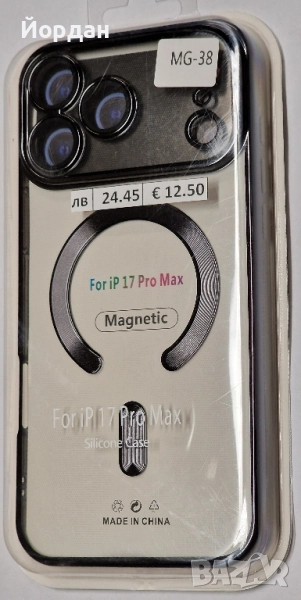 Йордан
MG-38
лв 24.45 € 12.50
For iP 17 Pro Max
Magnetic
For iP 17 Pro Max
Silicone Case
MADE IN CHINA
BAZAR